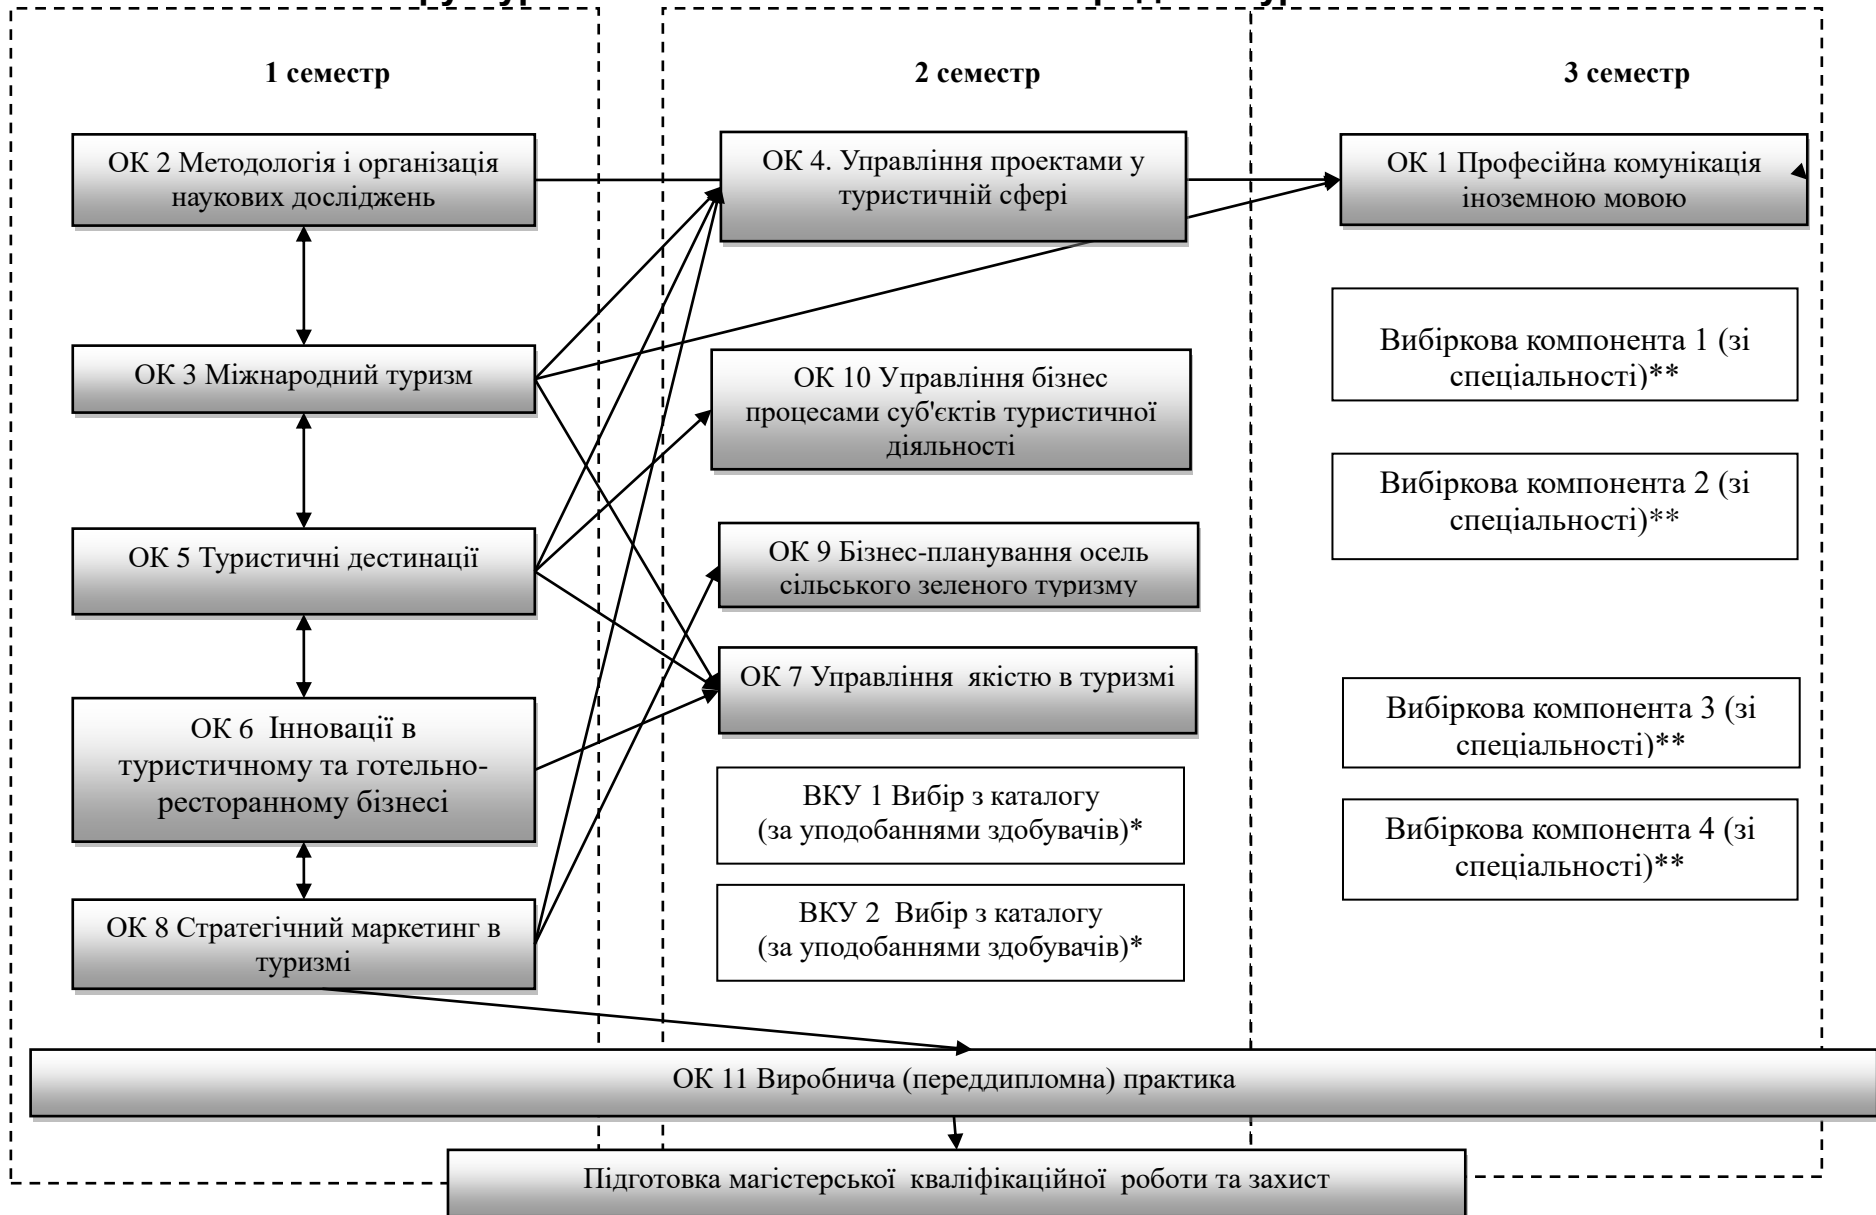 1 семестр
2 семестр
3 семестр
ОК 2 Методологія і організація
наукових досліджень
ОК 3 Міжнародний туризм
ОК 5 Туристичні дестинації
ОК 6 Інновації в
туристичному та готельно-
ресторанному бізнесі
ОК 8 Стратегічний маркетинг в
туризмі
ОК 4. Управління проектами у
туристичній сфері
ОК 10 Управління бізнес
процесами суб'єктів туристичної
діяльності
ОК 9 Бізнес-планування осель
сільського зеленого туризму
ОК 7 Управління якістю в туризмі
ВКУ 1 Вибір з каталогу
(за уподобаннями здобувачів)*
ВКУ 2 Вибір з каталогу
(за уподобаннями здобувачів)*
ОК 1 Професійна комунікація
іноземною мовою
Вибіркова компонента 1 (зі
спеціальності)**
Вибіркова компонента 2 (зі
спеціальності)**
Вибіркова компонента 3 (зі
спеціальності)**
Вибіркова компонента 4 (зі
спеціальності)**
ОК 11 Виробнича (переддипломна) практика
Підготовка магістерської кваліфікаційної роботи та захист